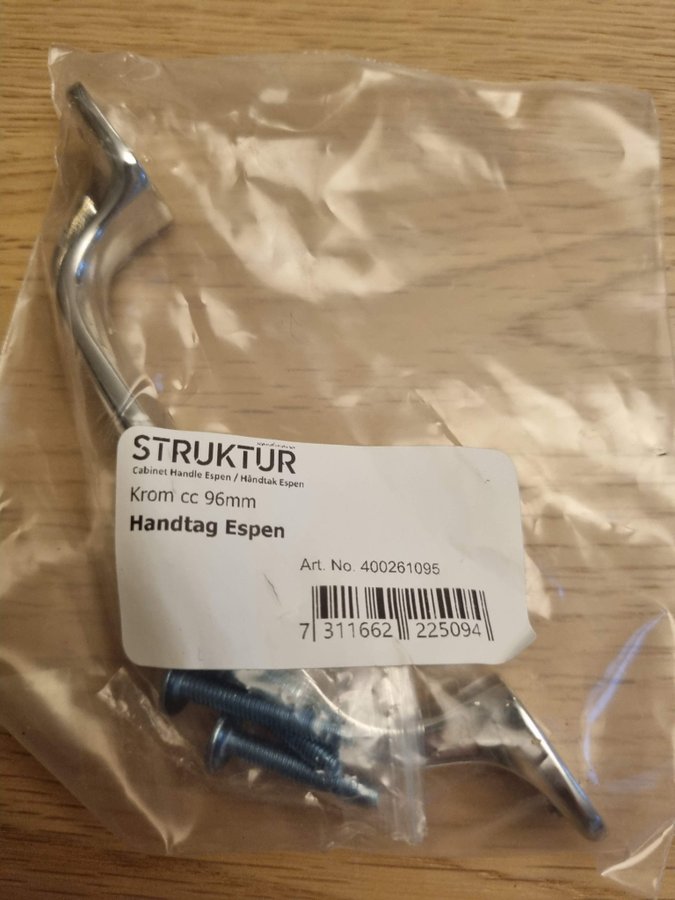 STRUKTUR
Cabinet Handle Espen / Håndtak Espen
Krom cc 96mm
Handtag Espen
Art. No. 400261095
7 311662 225094